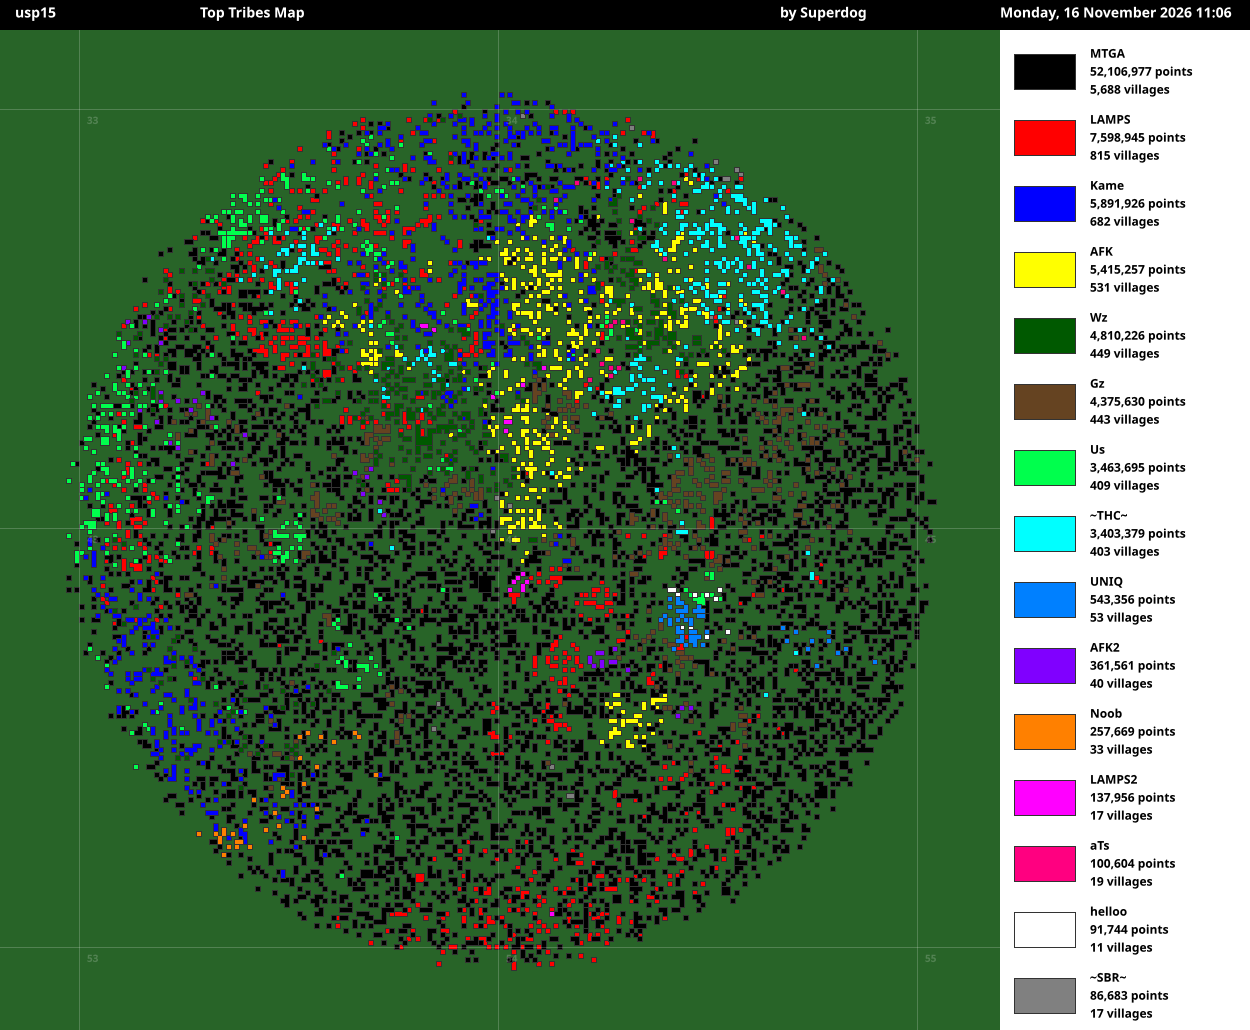 usp15 Top Tribes Map by Superdog Monday, 16 November 2026 11:06
MTGA
52,106,977 points
5,688 villages
LAMPS
7,598,945 points
815 villages
Kame
5,891,926 points
682 villages
AFK
5,415,257 points
531 villages
Wz
4,810,226 points
449 villages
Gz
4,375,630 points
443 villages
Us
3,463,695 points
409 villages
~THC~
3,403,379 points
403 villages
UNIQ
543,356 points
53 villages
AFK2
361,561 points
40 villages
Noob
257,669 points
33 villages
LAMPS2
137,956 points
17 villages
aTs
100,604 points
19 villages
helloo
91,744 points
11 villages
~SBR~
86,683 points
17 villages
33
34
35
53
55